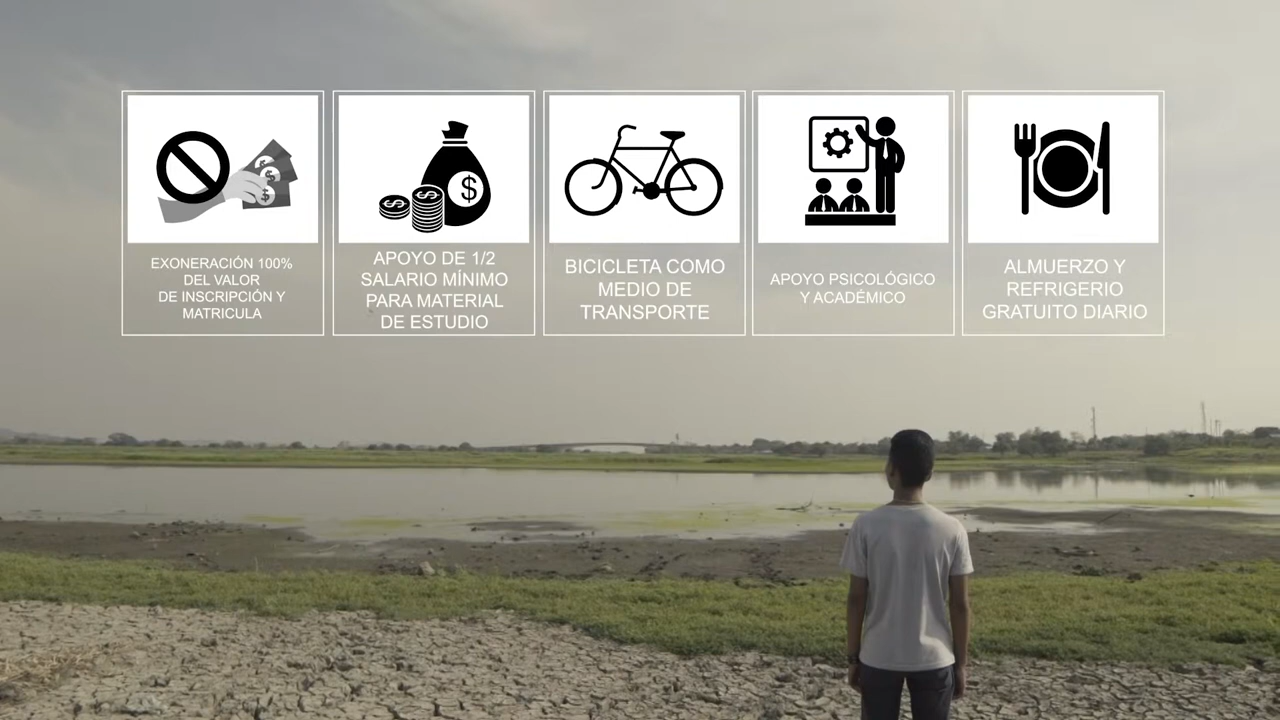 EXONERACIÓN 100%
DEL VALOR
DE INSCRIPCIÓN Y
MATRICULA
APOYO DE 1/2
SALARIO MÍNIMO
PARA MATERIAL
DE ESTUDIO
BICICLETA COMO
MEDIO DE
TRANSPORTE
APOYO PSICOLÓGICO
Y ACADÉMICO
ALMUERZO Y
REFRIGERIO
GRATUITO DIARIO